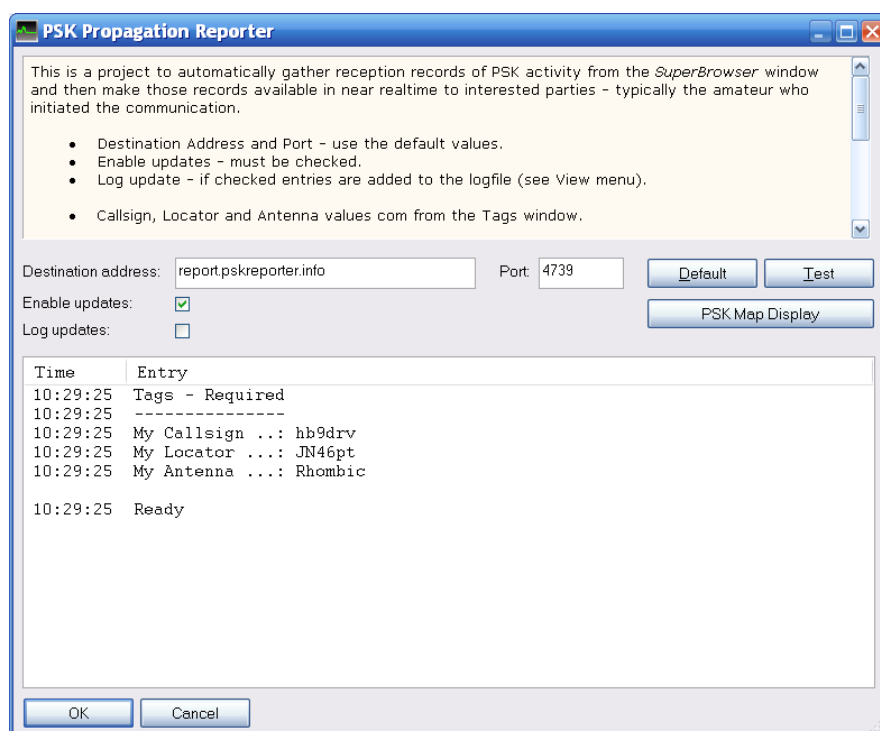 PSK Propagation Reporter
This is a project to automatically gather reception records of PSK activity from the SuperBrowser window
and then make those records available in near realtime to interested parties - typically the amateur who
initiated the communication.
• Destination Address and Port - use the default values.
• Enable updates - must be checked.
• Log update - if checked entries are added to the logfile (see View menu).
• Callsign, Locator and Antenna values com from the Tags window.
Destination address: report.pskreporter.info Port: 4739 Default Test
Enable updates:
PSK Map Display
Log updates:
Time Entry
10:29:25 Tags - Required
10:29:25 ---------------
10:29:25 My Callsign ..: hb9drv
10:29:25 My Locator ...: JN46pt
10:29:25 My Antenna ...: Rhombic
10:29:25 Ready
OK Cancel